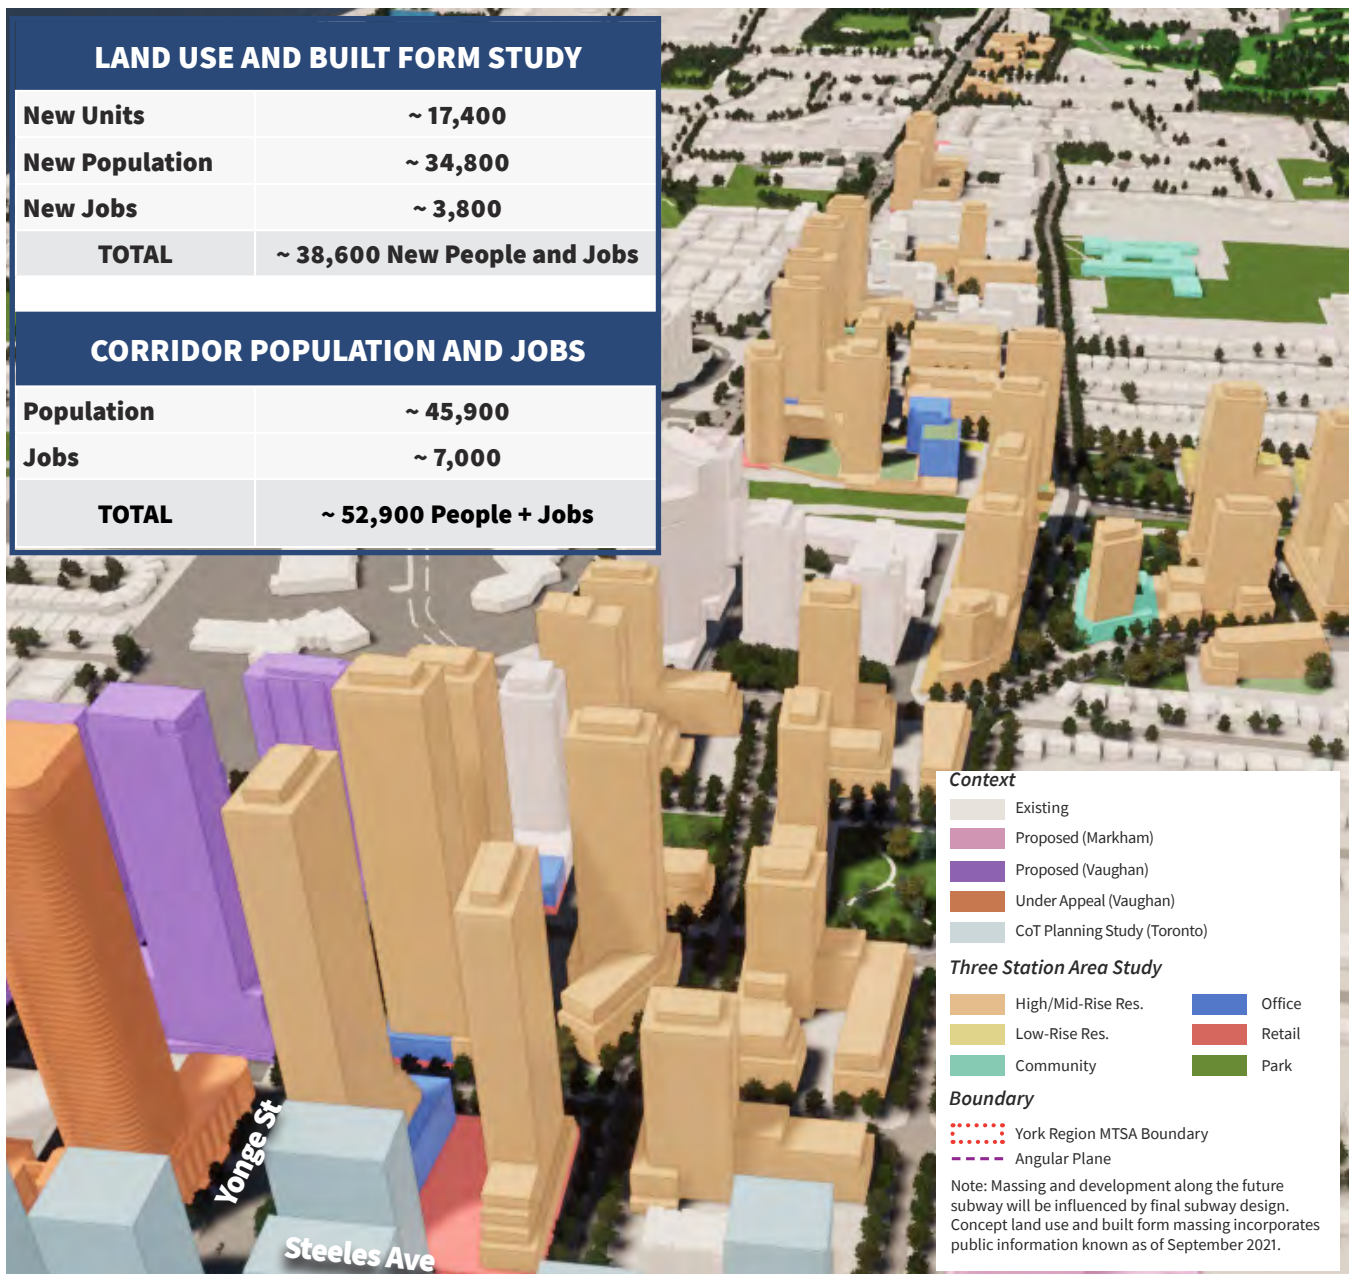 LAND USE AND BUILT FORM STUDY
New Units ~ 17,400
New Population ~ 34,800
New Jobs ~ 3,800
TOTAL ~ 38,600 New People and Jobs
CORRIDOR POPULATION AND JOBS
Population ~ 45,900
Jobs ~ 7,000
TOTAL ~ 52,900 People + Jobs
Yonge St
Steeles Ave
Context
Existing
Proposed (Markham)
Proposed (Vaughan)
Under Appeal (Vaughan)
CoT Planning Study (Toronto)
Three Station Area Study
High/Mid-Rise Res. Office
Low-Rise Res. Retail
Community Park
Boundary
York Region MTSA Boundary
Angular Plane
Note: Massing and development along the future
subway will be influenced by final subway design.
Concept land use and built form massing incorporates
public information known as of September 2021.